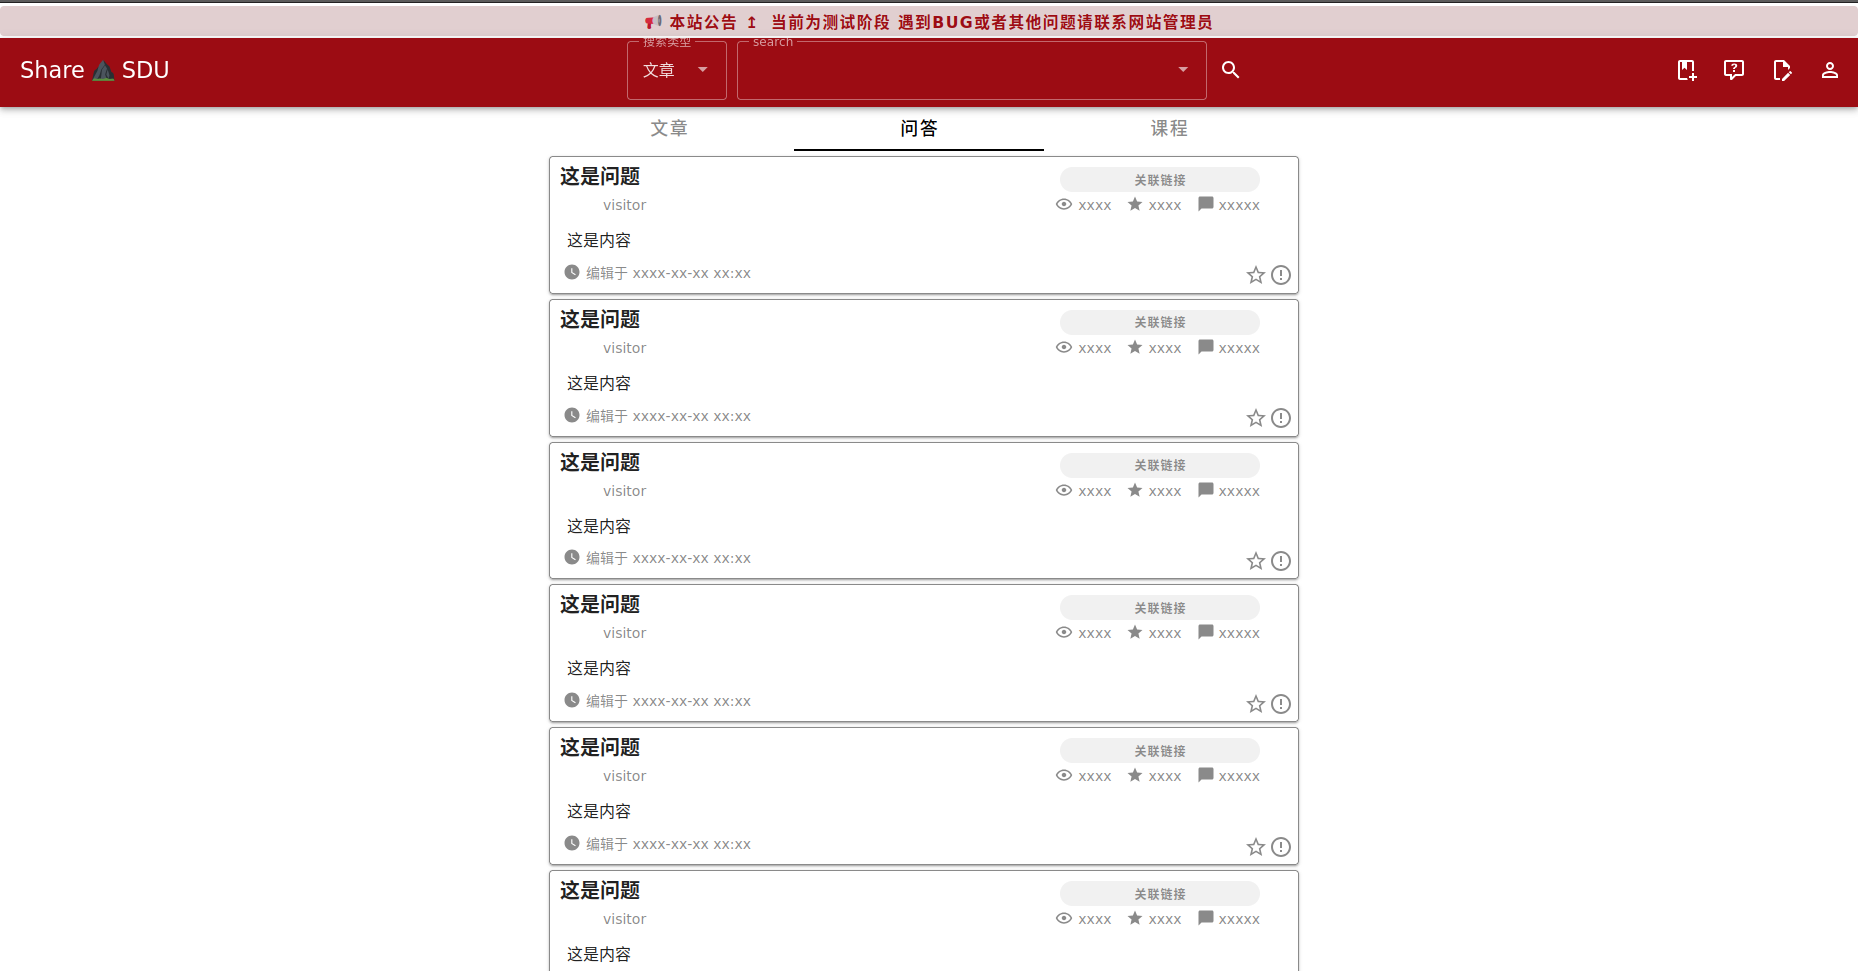 本站公告 ↥ 当前为测试阶段 遇到BUG或者其他问题请联系网站管理员
Share SDU
搜索类型
文章
search
文章 问答 课程
这是问题 关联链接
visitor xxxx xxxx xxxxx
这是内容
编辑于 xxxx-xx-xx xx:xx
这是问题 关联链接
visitor xxxx xxxx xxxxx
这是内容
编辑于 xxxx-xx-xx xx:xx
这是问题 关联链接
visitor xxxx xxxx xxxxx
这是内容
编辑于 xxxx-xx-xx xx:xx
这是问题 关联链接
visitor xxxx xxxx xxxxx
这是内容
编辑于 xxxx-xx-xx xx:xx
这是问题 关联链接
visitor xxxx xxxx xxxxx
这是内容
编辑于 xxxx-xx-xx xx:xx
这是问题 关联链接
visitor xxxx xxxx xxxxx
这是内容